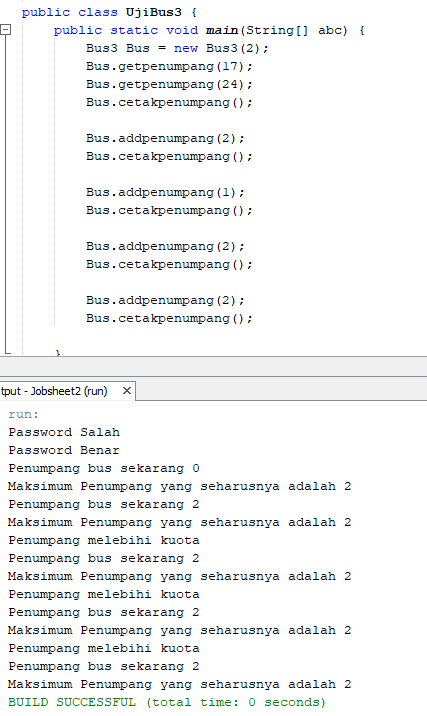 public class UjiBus3 {
public static void main(String[] abc) {
Bus3 Bus = new Bus3(2);
Bus.getpenumpang(17);
Bus.getpenumpang(24);
Bus.cetakpenumpang();
Bus.addpenumpang(2);
Bus.cetakpenumpang();
Bus.addpenumpang(1);
Bus.cetakpenumpang();
Bus.addpenumpang(2);
Bus.cetakpenumpang();
Bus.addpenumpang(2);
Bus.cetakpenumpang();
}
tput - Jobsheet2 (run)
run:
Password Salah
Password Benar
Penumpang bus sekarang 0
Maksimum Penumpang yang seharusnya adalah 2
Penumpang bus sekarang 2
Maksimum Penumpang yang seharusnya adalah 2
Penumpang melebihi kuota
Penumpang bus sekarang 2
Maksimum Penumpang yang seharusnya adalah 2
Penumpang melebihi kuota
Penumpang bus sekarang 2
Maksimum Penumpang yang seharusnya adalah 2
Penumpang melebihi kuota
Penumpang bus sekarang 2
Maksimum Penumpang yang seharusnya adalah 2
BUILD SUCCESSFUL (total time: 0 seconds)